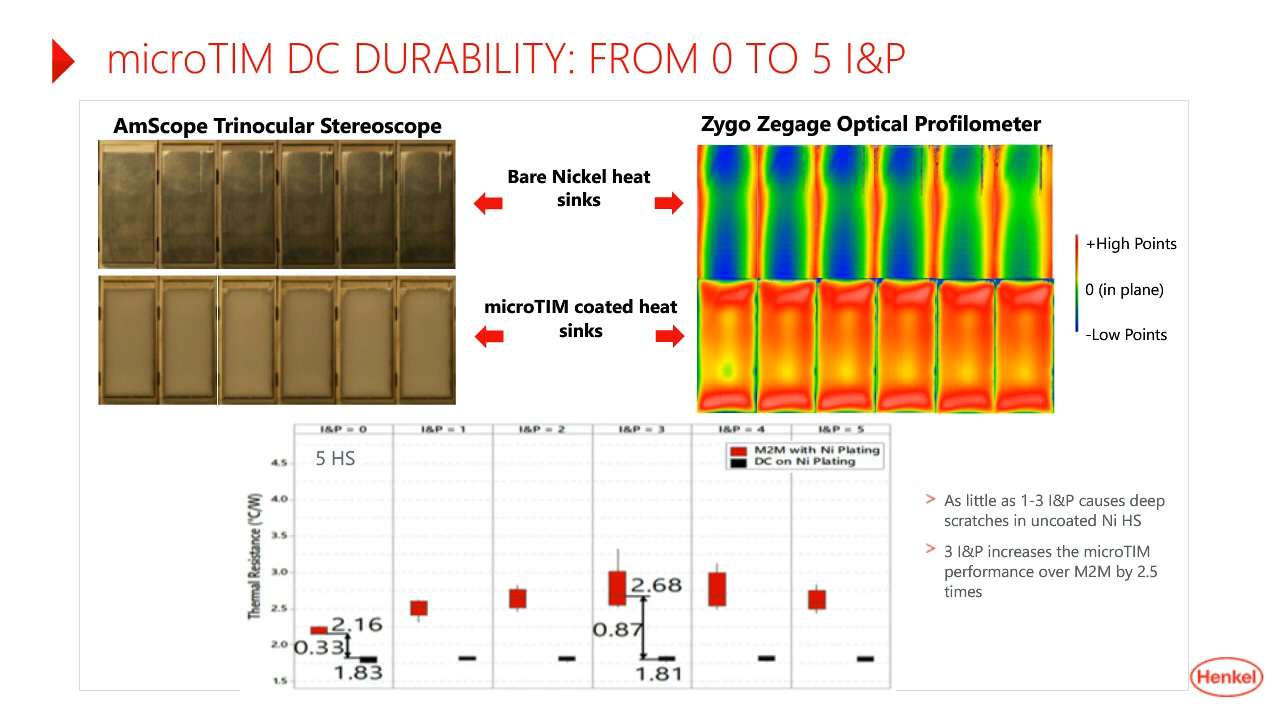 microTIM DC DURABILITY: FROM 0 TO 5 I&P
AmScope Trinocular Stereoscope
Zygo Zegage Optical Profilometer
Bare Nickel heat
sinks
microTIM coated heat
sinks
+High Points
0 (in plane)
-Low Points
I&P = 0
I&P = 1
I&P = 2
I&P = 3
I&P = 4
I&P = 5
5 HS
M2M with Ni Plating
DC on Ni Plating
Thermal Resistance (°C/W)
4.5
4.0
3.5
3.0
2.5
2.0
1.5
2.16
0.33
1.83
2.68
0.87
1.81
> As little as 1-3 I&P causes deep
scratches in uncoated Ni HS
> 3 I&P increases the microTIM
performance over M2M by 2.5
times
Henkel